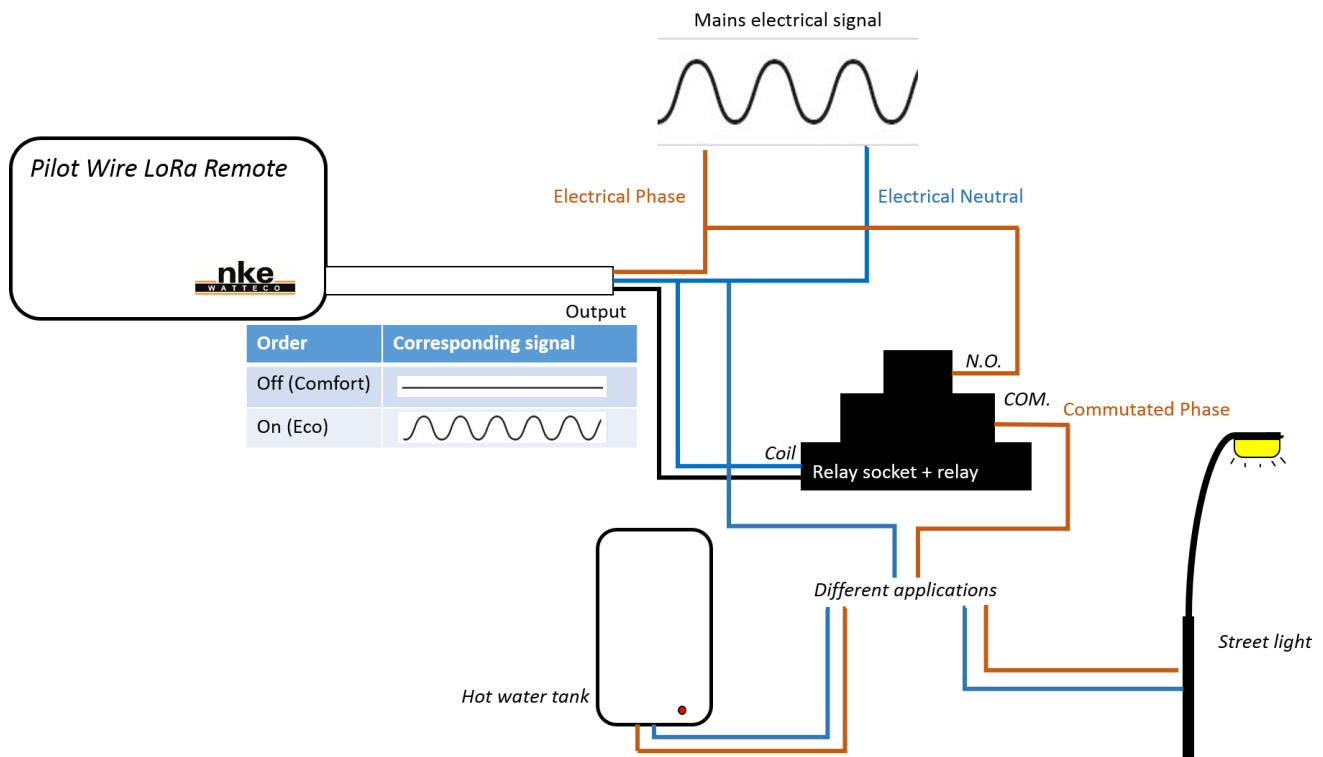 Mains electrical signal
Pilot Wire LoRa Remote
Electrical Phase
Electrical Neutral
nke
WATTECO
Output
Order Corresponding signal
Off (Comfort)
On (Eco)
N.O.
COM.
Commutated Phase
Coil
Relay socket + relay
Different applications
Street light
Hot water tank